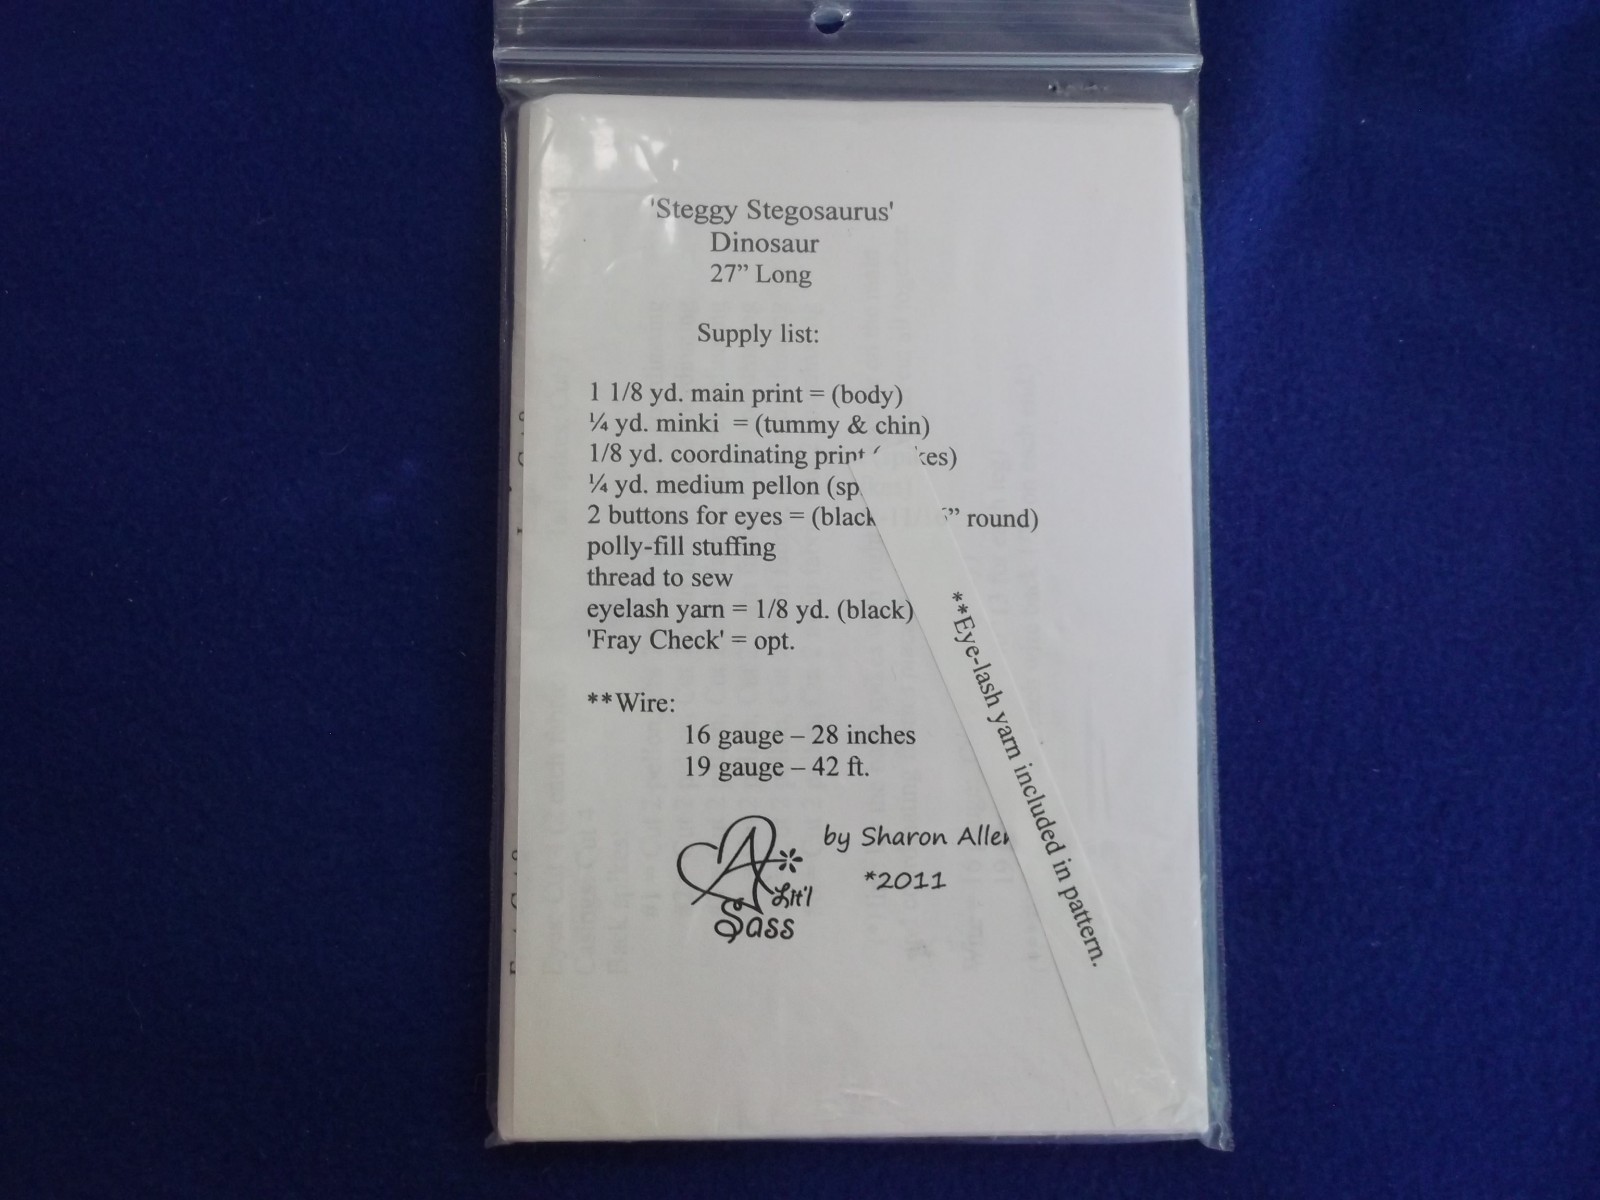 'Steggy Stegosaurus'
Dinosaur
27” Long
Supply list:
1 1/8 yd. main print = (body)
¼ yd. minki = (tummy & chin)
1/8 yd. coordinating print
¼ yd. medium pellon
2 buttons for eyes = (black ” round)
polly-fill stuffing
thread to sew
eyelash yarn = 1/8 yd. (black)
'Fray Check' = opt.
**Wire:
16 gauge – 28 inches
19 gauge – 42 ft.
A Lit'l
Sass
by Sharon Allen
*2011
**Eye-lash yarn included in pattern.